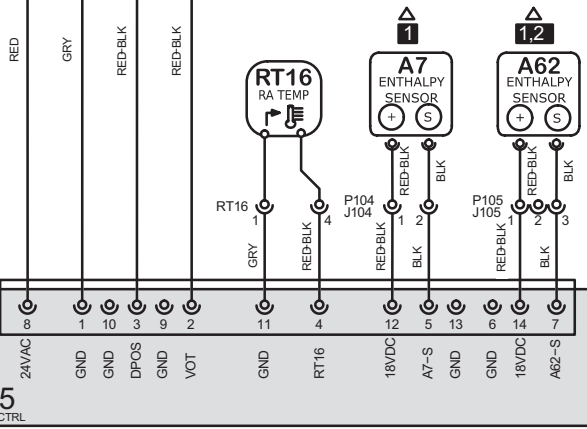 RED
GRY
RED-BLK
RED-BLK
1
1,2
RT16
RA TEMP
A7
ENTHALPY
SENSOR
+ S
A62
ENTHALPY
SENSOR
+ S
RED-BLK
BLK
RED-BLK
BLK
RT16
1
4
P104
J104
1
2
P105
J105
1
2
3
GRY
RED-BLK
RED-BLK
BLK
RED-BLK
BLK
8 1 10 3 9 2 11 4 12 5 13 6 14 7
24VAC
GND
GND
DPOS
GND
VOT
GND
RT16
18VDC
A7-S
GND
GND
18VDC
A62-S
5
CTRL